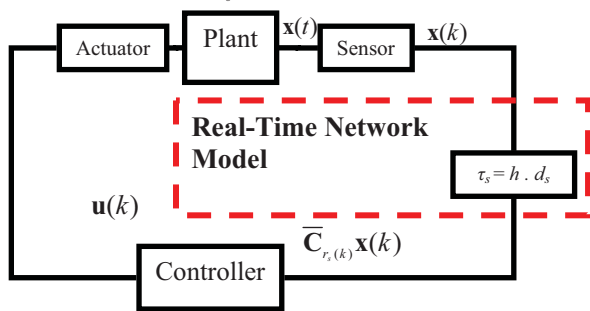 Actuator
Plant
x(t)
Sensor
x(k)
Real-Time Network
Model
τₛ = h . dₛ
u(k)
C̅_{rₛ(k)}x(k)
Controller